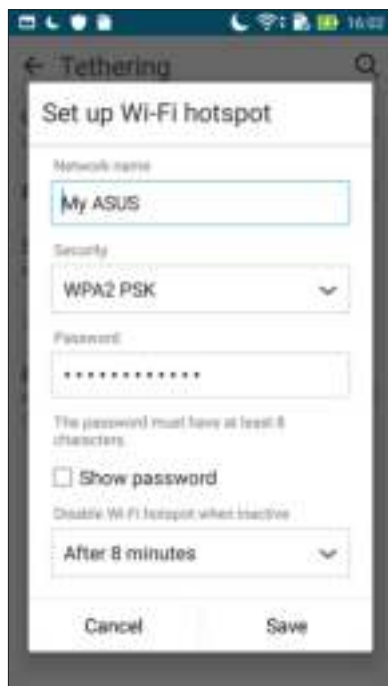 16:02
Tethering
Set up Wi-Fi hotspot
Network name
My ASUS
Security
WPA2 PSK
Password
••••••••••••
The password must have at least 8
characters.
Show password
Disable Wi-Fi hotspot when inactive
After 8 minutes
Cancel Save